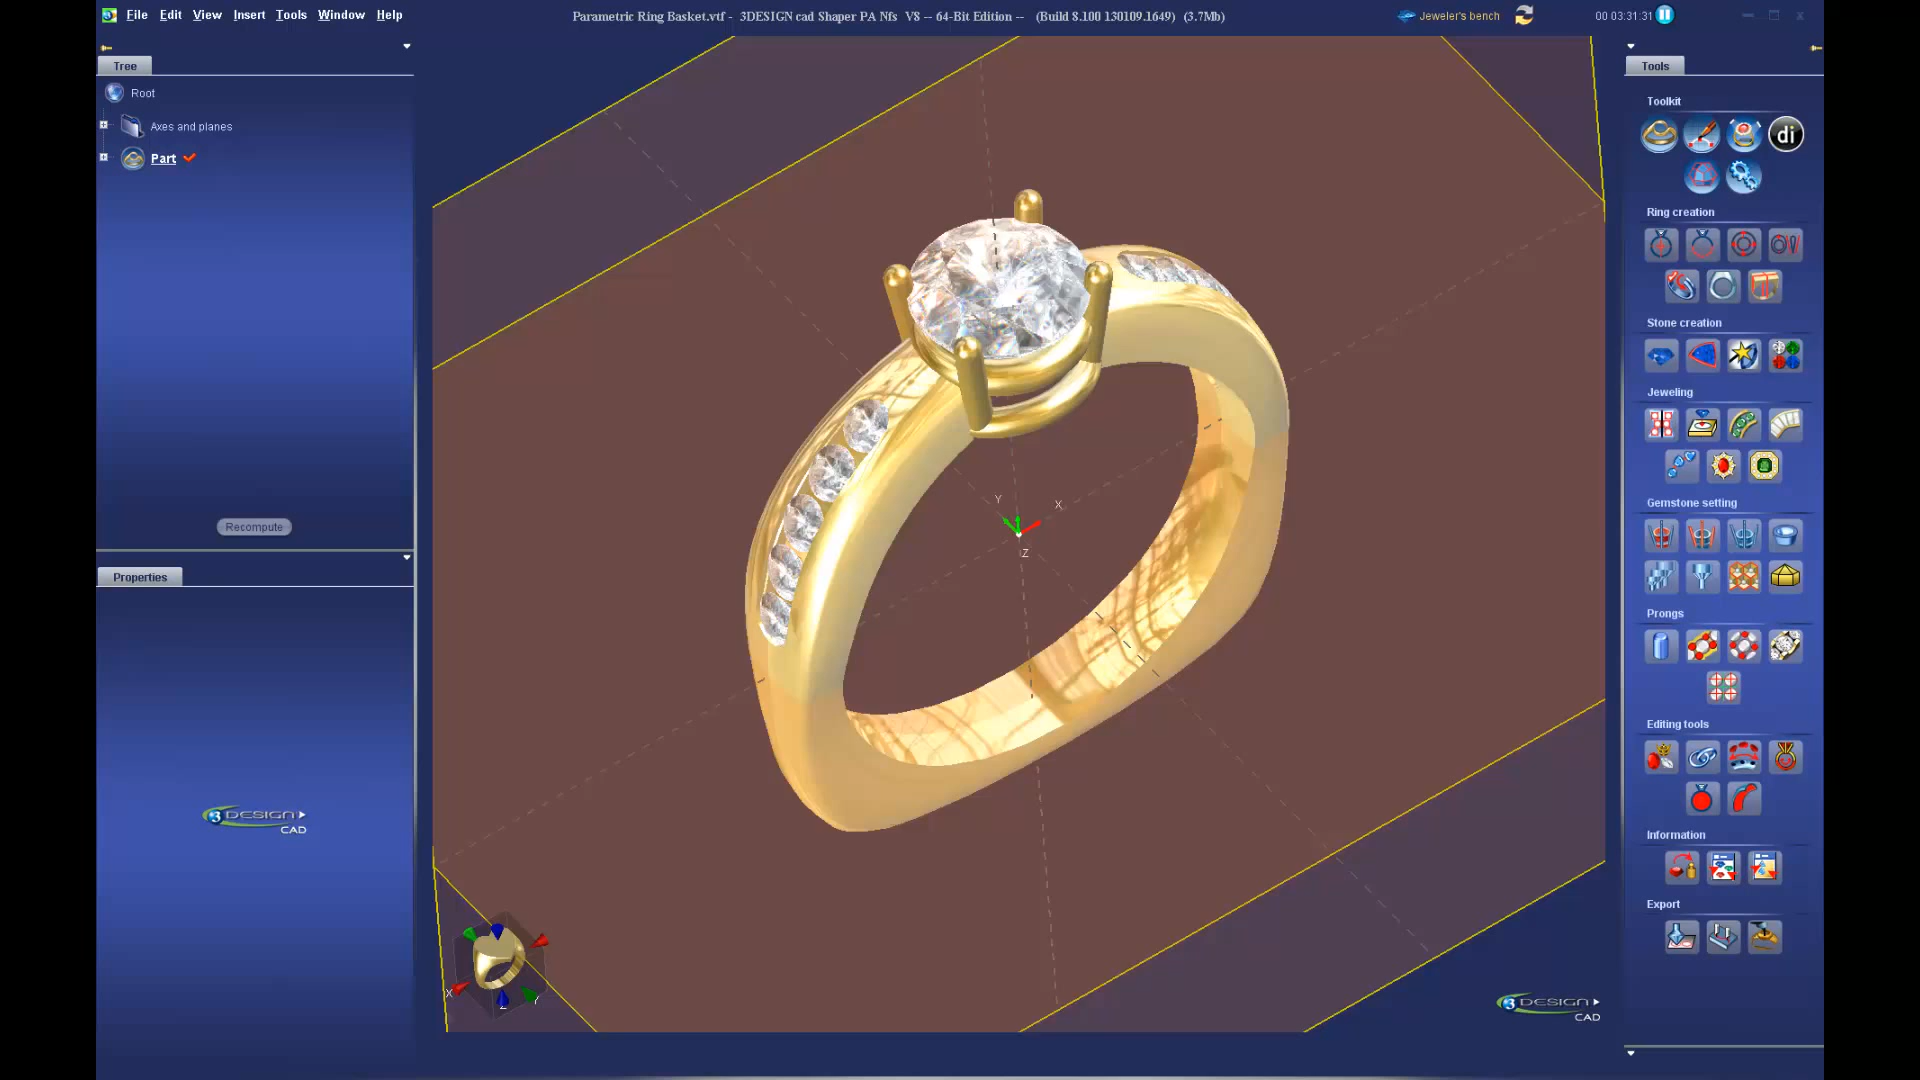 File Edit View Insert Tools Window Help
Parametric Ring Basket.vtf - 3DESIGN cad Shaper PA Nfs V8 -- 64-Bit Edition -- (Build 8.100 130109.1649) (3.7Mb)
Jeweler's bench
00 03:31:31
Tree
Root
Axes and planes
Part
Recompute
Properties
3DESIGN
CAD
Y
X
Z
X
Z
Y
3DESIGN
CAD
Tools
Toolkit
di
Ring creation
Stone creation
Jeweling
Gemstone setting
Prongs
Editing tools
Information
Export